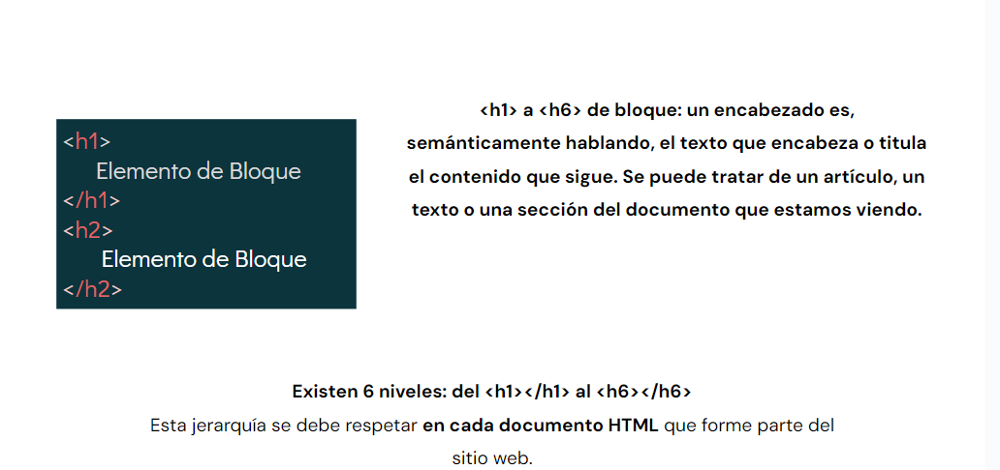 <h1>
Elemento de Bloque
</h1>
<h2>
Elemento de Bloque
</h2>
<h1> a <h6> de bloque: un encabezado es,
semánticamente hablando, el texto que encabeza o titula
el contenido que sigue. Se puede tratar de un artículo, un
texto o una sección del documento que estamos viendo.
Existen 6 niveles: del <h1></h1> al <h6></h6>
Esta jerarquía se debe respetar en cada documento HTML que forme parte del
sitio web.